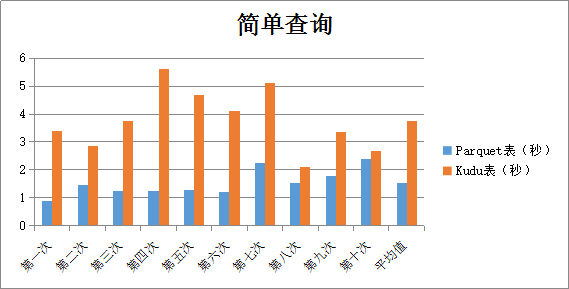 简单查询
6
5
4
3
2
1
0
第一次
第二次
第三次
第四次
第五次
第六次
第七次
第八次
第九次
第十次
平均值
Parquet表（秒）
Kudu表（秒）